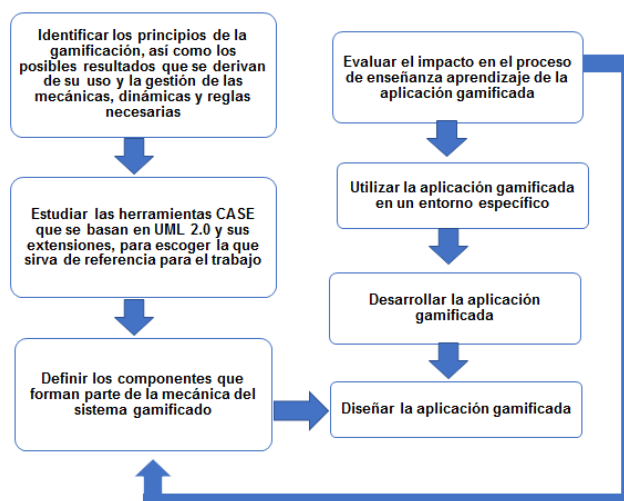 Identificar los principios de la
gamificación, así como los
posibles resultados que se derivan
de su uso y la gestión de las
mecánicas, dinámicas y reglas
necesarias
Estudiar las herramientas CASE
que se basan en UML 2.0 y sus
extensiones, para escoger la que
sirva de referencia para el trabajo
Definir los componentes que
forman parte de la mecánica del
sistema gamificado
Evaluar el impacto en el proceso
de enseñanza aprendizaje de la
aplicación gamificada
Utilizar la aplicación gamificada
en un entorno específico
Desarrollar la aplicación
gamificada
Diseñar la aplicación gamificada